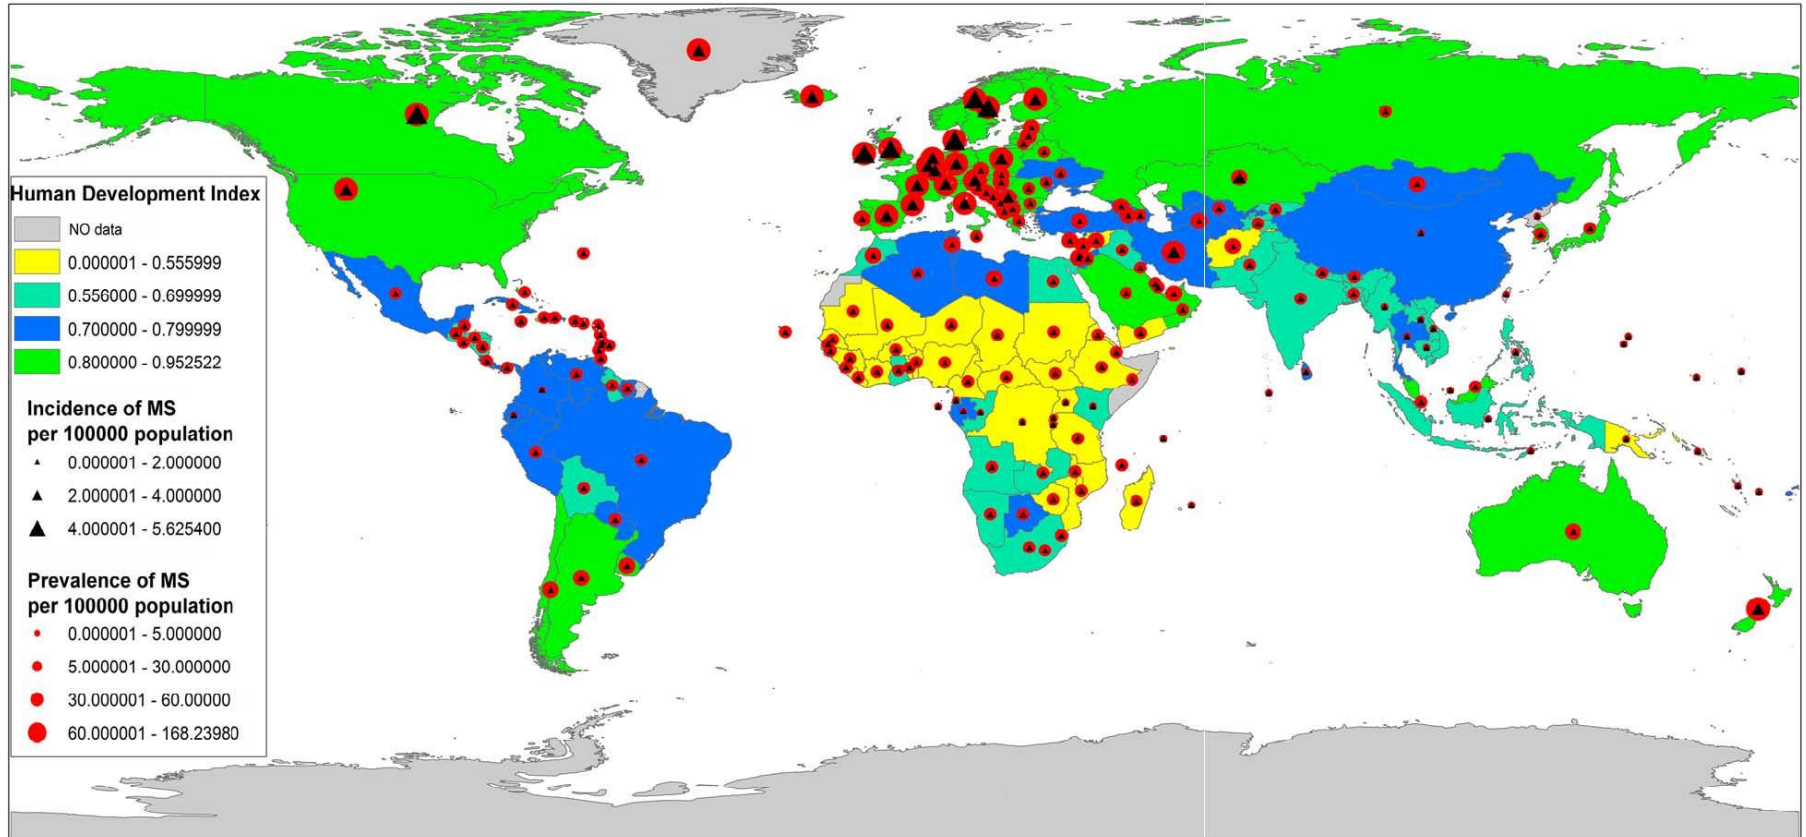 Human Development Index
NO data
0.000001 - 0.555999
0.556000 - 0.699999
0.700000 - 0.799999
0.800000 - 0.952522
Incidence of MS
per 100000 population
0.000001 - 2.000000
2.000001 - 4.000000
4.000001 - 5.625400
Prevalence of MS
per 100000 population
0.000001 - 5.000000
5.000001 - 30.000000
30.000001 - 60.00000
60.000001 - 168.23980